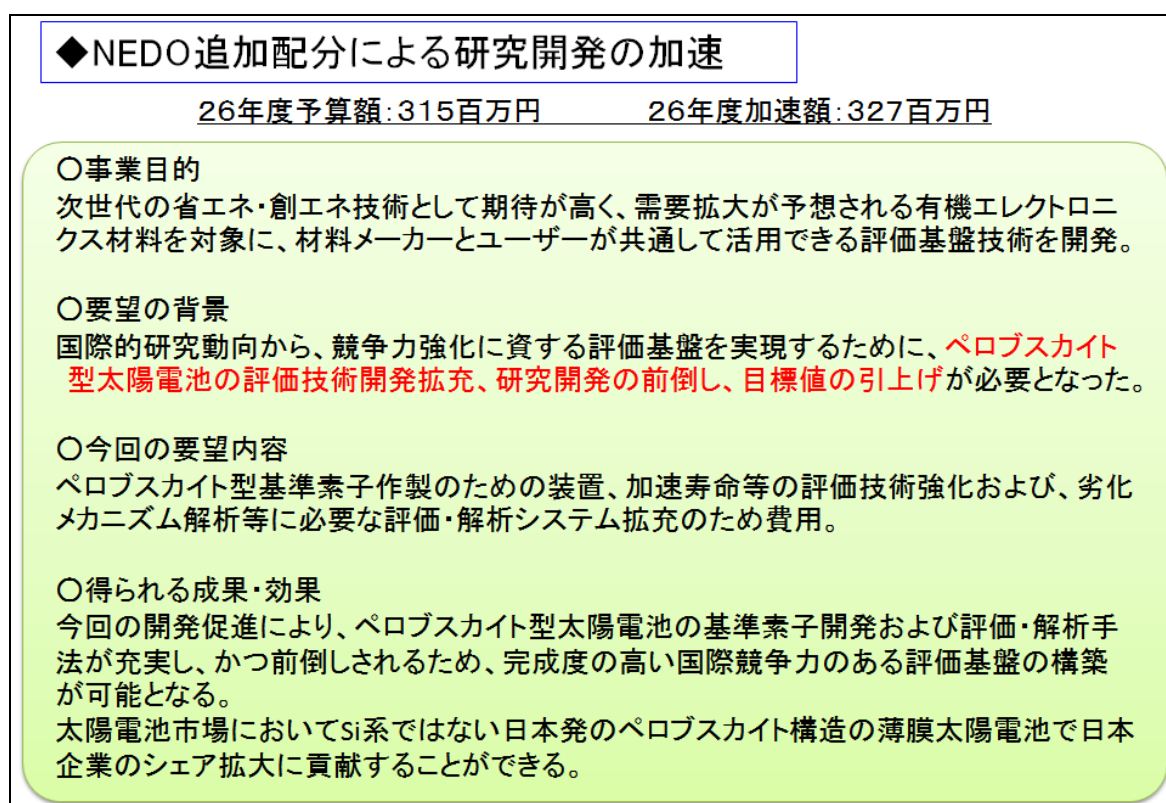 ◆NEDO追加配分による研究開発の加速
26年度予算額:315百万円　　　26年度加速額:327百万円
○事業目的
次世代の省エネ・創エネ技術として期待が高く、需要拡大が予想される有機エレクトロニ
クス材料を対象に、材料メーカーとユーザーが共通して活用できる評価基盤技術を開発。
○要望の背景
国際的研究動向から、競争力強化に資する評価基盤を実現するために、ペロブスカイト
型太陽電池の評価技術開発拡充、研究開発の前倒し、目標値の引上げが必要となった。
○今回の要望内容
ペロブスカイト型基準素子作製のための装置、加速寿命等の評価技術強化および、劣化
メカニズム解析等に必要な評価・解析システム拡充のため費用。
○得られる成果・効果
今回の開発促進により、ペロブスカイト型太陽電池の基準素子開発および評価・解析手
法が充実し、かつ前倒しされるため、完成度の高い国際競争力のある評価基盤の構築
が可能となる。
太陽電池市場においてSi系ではない日本発のペロブスカイト構造の薄膜太陽電池で日本
企業のシェア拡大に貢献することができる。